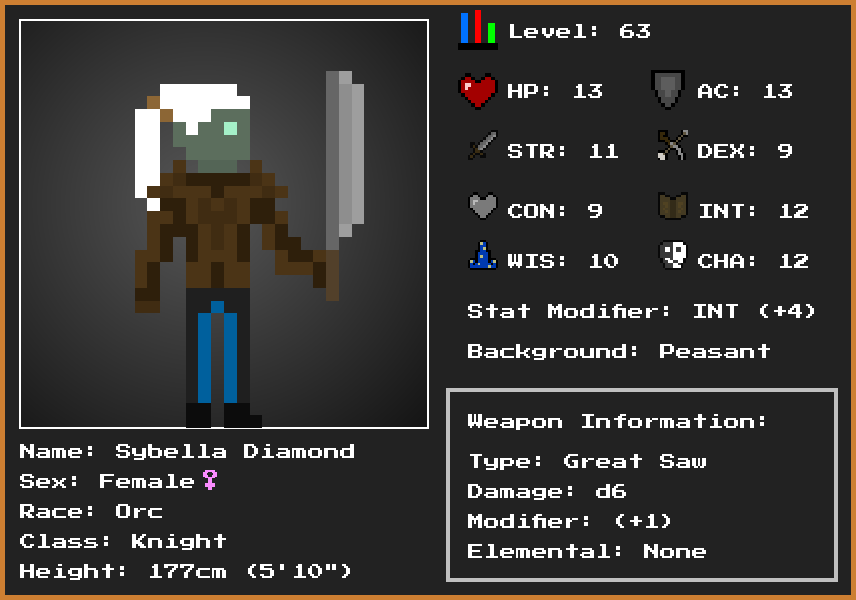 Level: 63
HP: 13
AC: 13
STR: 11
DEX: 9
CON: 9
INT: 12
WIS: 10
CHA: 12
Stat Modifier: INT (+4)
Background: Peasant
Weapon Information:
Type: Great Saw
Damage: d6
Modifier: (+1)
Elemental: None
Name: Sybella Diamond
Sex: Female♀
Race: Orc
Class: Knight
Height: 177cm (5'10")